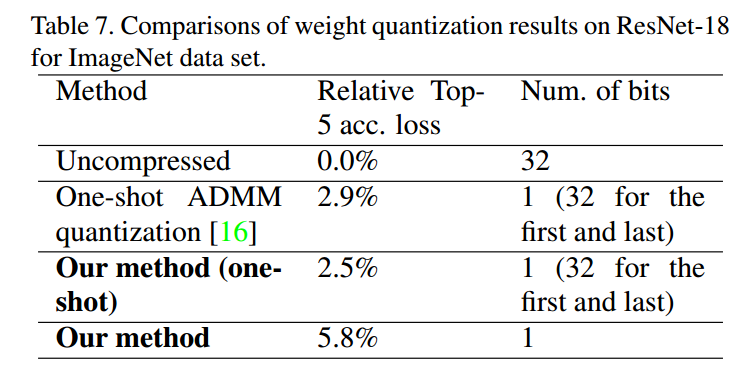 Table 7. Comparisons of weight quantization results on ResNet-18
for ImageNet data set.
Method Relative Top- Num. of bits
5 acc. loss
Uncompressed 0.0% 32
One-shot ADMM 2.9% 1 (32 for the
quantization [16] first and last)
Our method (one- 2.5% 1 (32 for the
shot) first and last)
Our method 5.8% 1